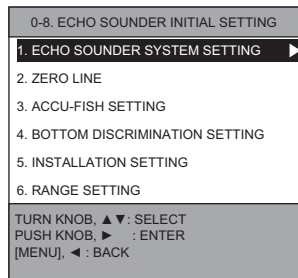 0-8. ECHO SOUNDER INITIAL SETTING
1. ECHO SOUNDER SYSTEM SETTING ▶
2. ZERO LINE
3. ACCU-FISH SETTING
4. BOTTOM DISCRIMINATION SETTING
5. INSTALLATION SETTING
6. RANGE SETTING
TURN KNOB, ▲▼: SELECT
PUSH KNOB, ► : ENTER
[MENU], ◄ : BACK